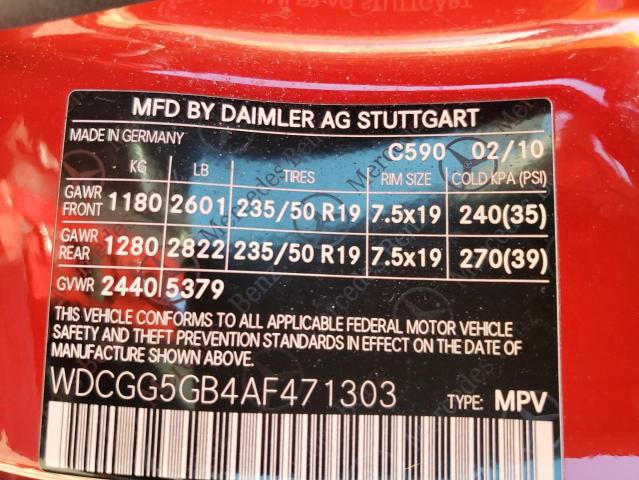 MFD BY DAIMLER AG STUTTGART
MADE IN GERMANY C590 02/10
KG LB TIRES RIM SIZE COLD KPA (PSI)
GAWR FRONT 1180 2601 235/50 R19 7.5x19 240(35)
GAWR REAR 1280 2822 235/50 R19 7.5x19 270(39)
GVWR 2440 5379
THIS VEHICLE CONFORMS TO ALL APPLICABLE FEDERAL MOTOR VEHICLE
SAFETY AND THEFT PREVENTION STANDARDS IN EFFECT ON THE DATE OF
MANUFACTURE SHOWN ABOVE.
WDCGG5GB4AF471303 TYPE: MPV
Mercedes-Benz